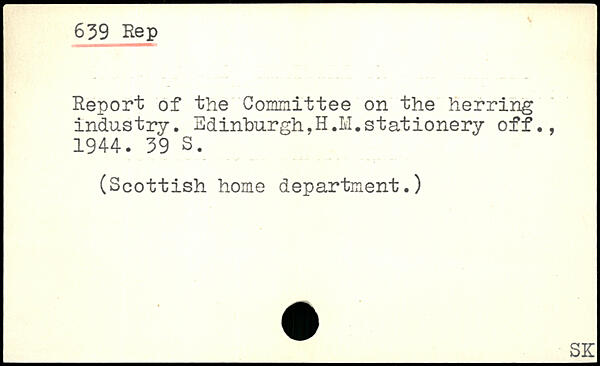 639 Rep
Report of the Committee on the herring
industry. Edinburgh,H.M.stationery off.,
1944. 39 S.
(Scottish home department.)
SK